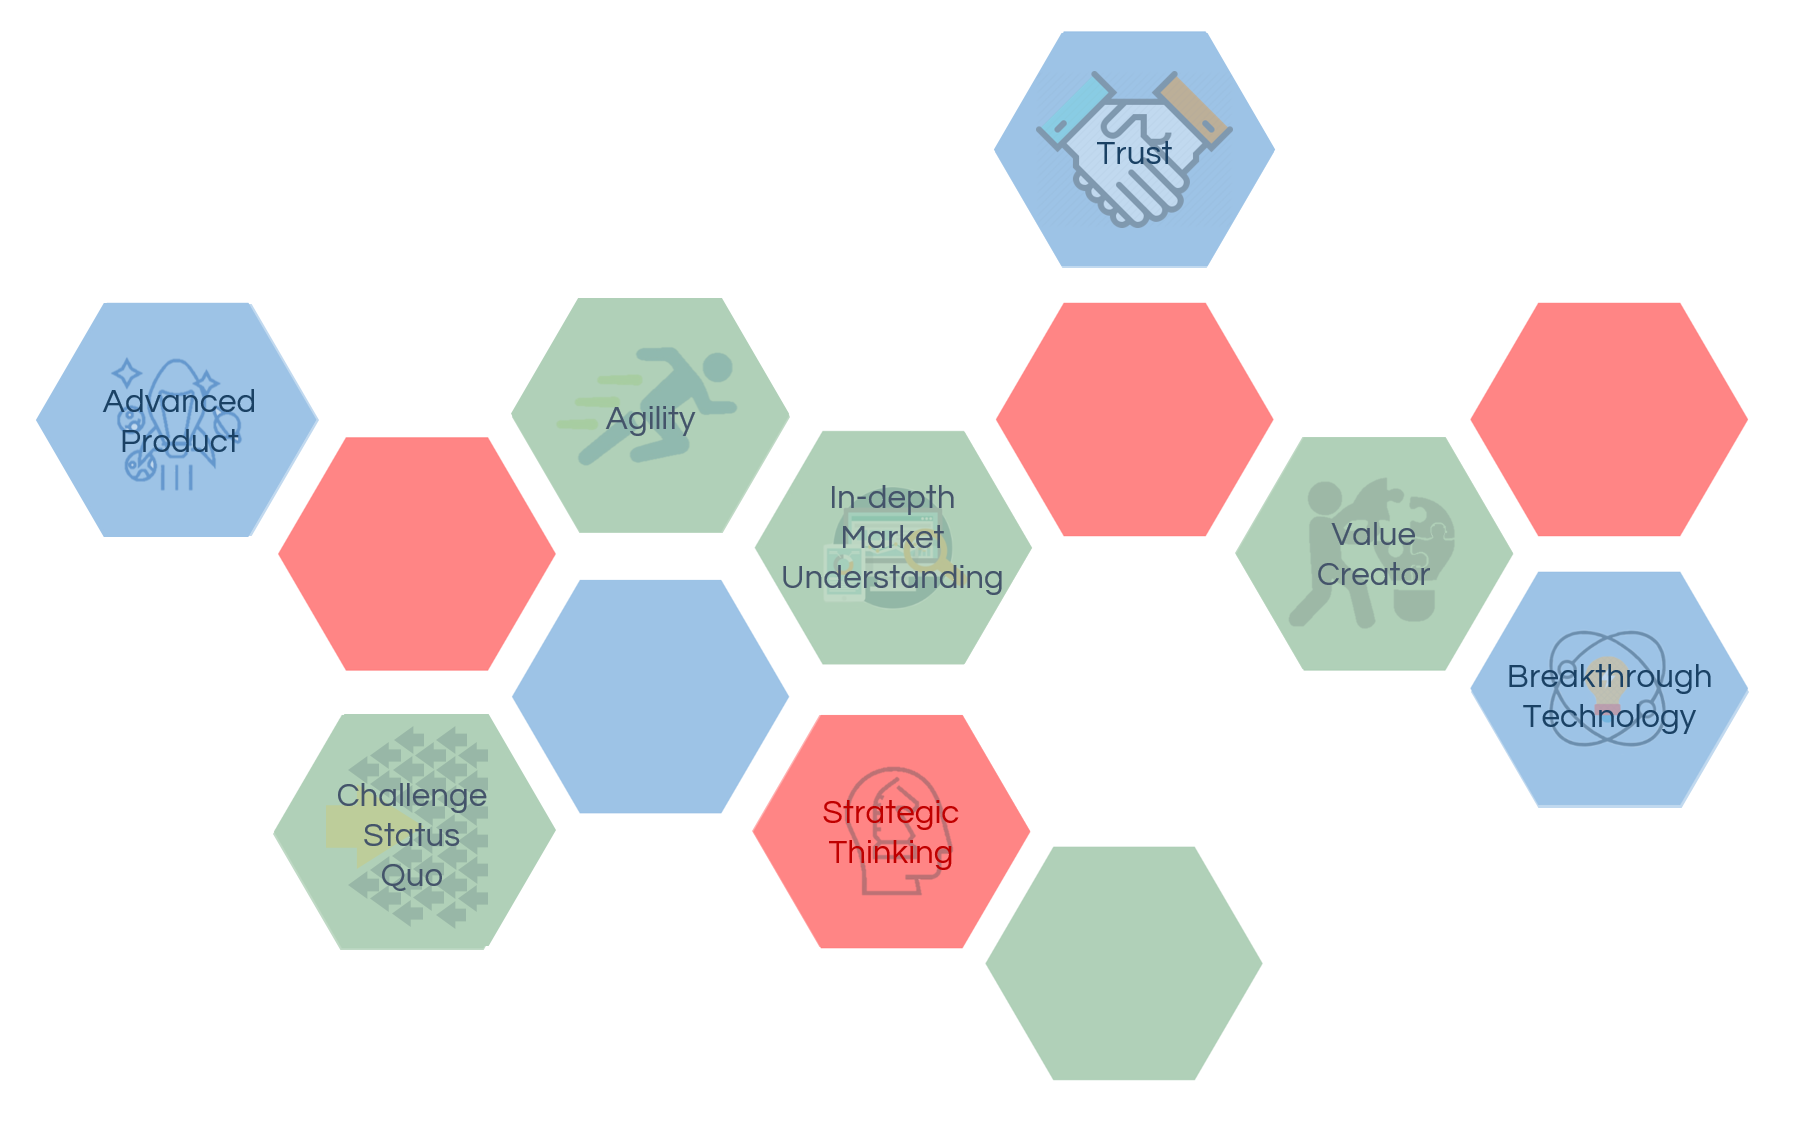 Trust
Advanced
Product
Agility
In-depth
Market
Understanding
Value
Creator
Breakthrough
Technology
Challenge
Status
Quo
Strategic
Thinking